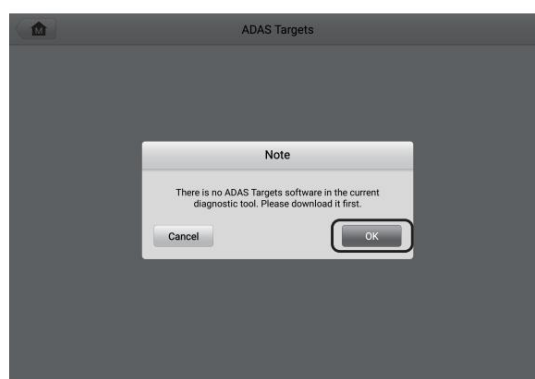 M
ADAS Targets
Note
There is no ADAS Targets software in the current
diagnostic tool. Please download it first.
Cancel
OK